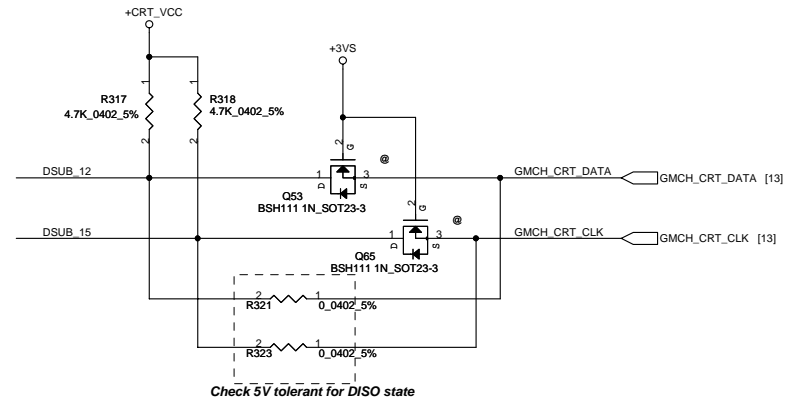 +CRT_VCC
+3VS
1
1
R317
4.7K_0402_5%
R318
4.7K_0402_5%
2
2
2
G
@
DSUB_12
1
D
3
S
GMCH_CRT_DATA
GMCH_CRT_DATA [13]
Q53
BSH111 1N_SOT23-3
2
G
@
DSUB_15
1
D
3
S
GMCH_CRT_CLK
GMCH_CRT_CLK [13]
Q65
BSH111 1N_SOT23-3
2
1
R321
0_0402_5%
2
1
R323
0_0402_5%
Check 5V tolerant for DISO state